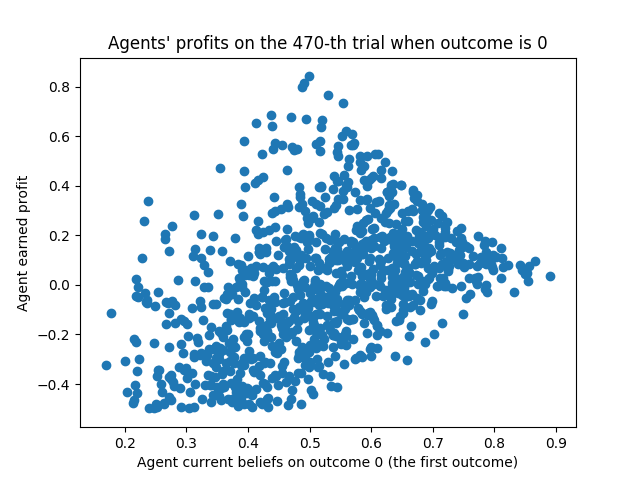 Agents' profits on the 470-th trial when outcome is 0
0.8
0.6
0.4
0.2
0.0
−0.2
−0.4
Agent earned profit
0.2 0.3 0.4 0.5 0.6 0.7 0.8 0.9
Agent current beliefs on outcome 0 (the first outcome)